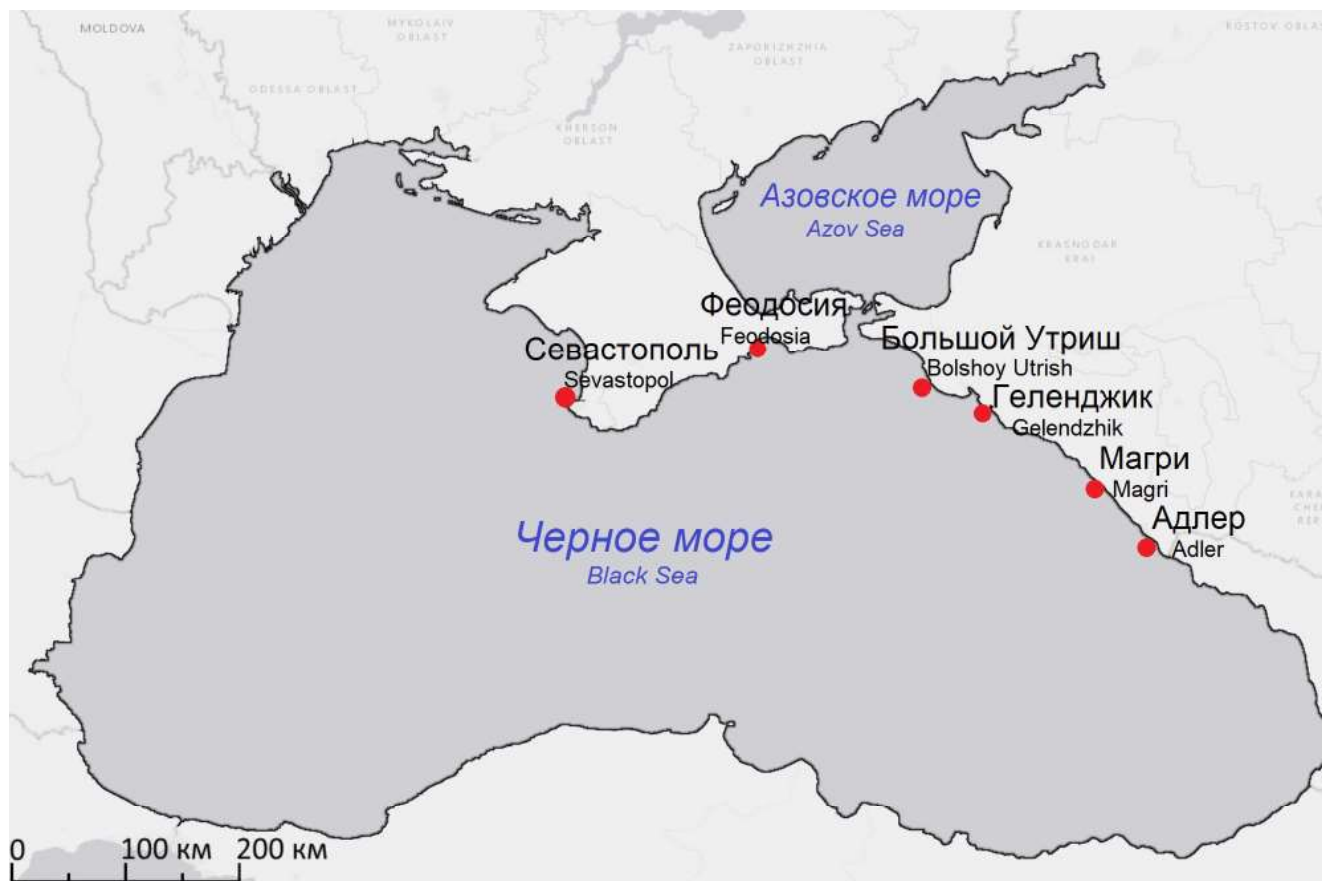 MOLDOVA
MYKOLAIV
OBLAST
ROSTOV OBLAST
ZAPORIZHZHIA
OBLAST
ODESSA OBLAST
KHERSON
OBLAST
Азовское море
Azov Sea
KRASNODAR
KRAI
Феодосия
Feodosia
Севастополь
Sevastopol
Большой Утриш
Bolshoy Utrish
Геленджик
Gelendzhik
Магри
Magri
Адлер
Adler
Черное море
Black Sea
0 100 км 200 км